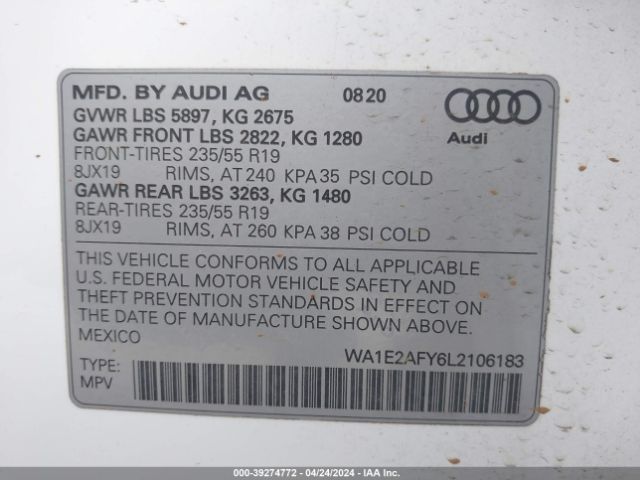 MFD. BY AUDI AG 0820
GVWR LBS 5897, KG 2675
GAWR FRONT LBS 2822, KG 1280
Audi
FRONT-TIRES 235/55 R19
8JX19 RIMS, AT 240 KPA 35 PSI COLD
GAWR REAR LBS 3263, KG 1480
REAR-TIRES 235/55 R19
8JX19 RIMS, AT 260 KPA 38 PSI COLD
THIS VEHICLE CONFORMS TO ALL APPLICABLE
U.S. FEDERAL MOTOR VEHICLE SAFETY AND
THEFT PREVENTION STANDARDS IN EFFECT ON
THE DATE OF MANUFACTURE SHOWN ABOVE.
MEXICO
WA1E2AFY6L2106183
TYPE:
MPV
000-39274772 - 04/24/2024 - IAAI.COM